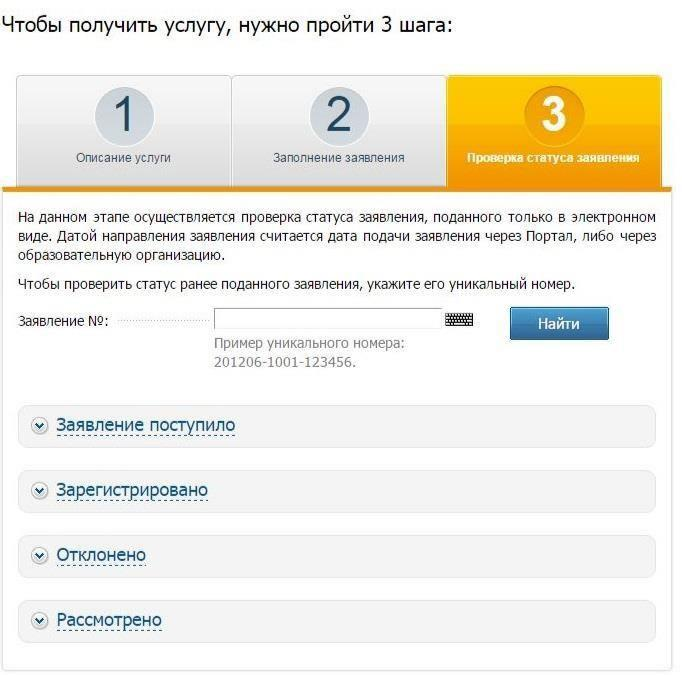 Чтобы получить услугу, нужно пройти 3 шага:
1
Описание услуги
2
Заполнение заявления
3
Проверка статуса заявления
На данном этапе осуществляется проверка статуса заявления, поданного только в электронном
виде. Датой направления заявления считается дата подачи заявления через Портал, либо через
образовательную организацию.
Чтобы проверить статус ранее поданного заявления, укажите его уникальный номер.
Заявление №:
Найти
Пример уникального номера:
201206-1001-123456.
Заявление поступило
Зарегистрировано
Отклонено
Рассмотрено